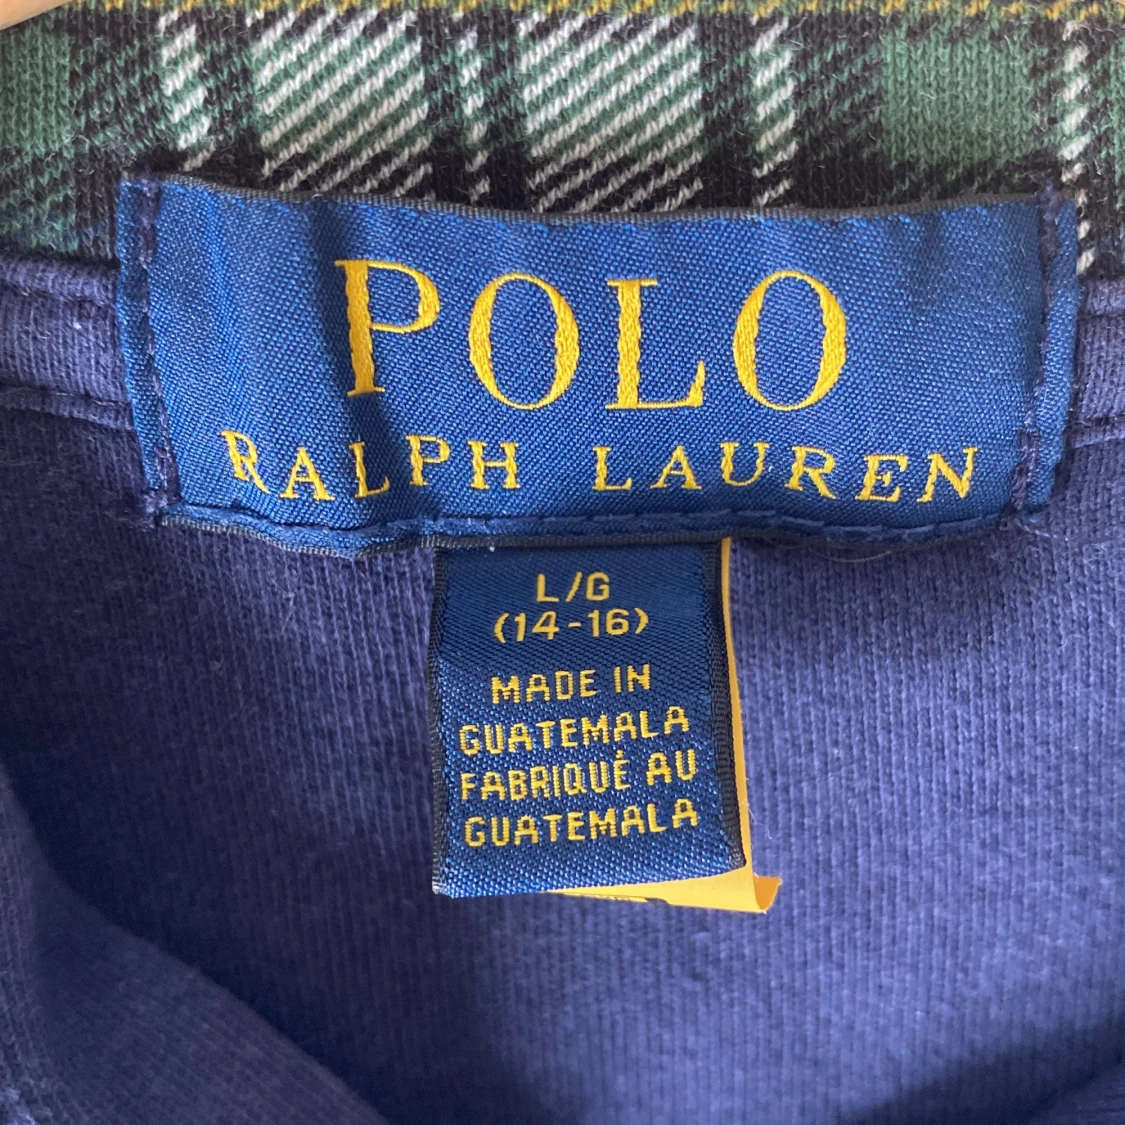 POLO
RALPH LAUREN
L/G
(14-16)
MADE IN
GUATEMALA
FABRIQUÉ AU
GUATEMALA